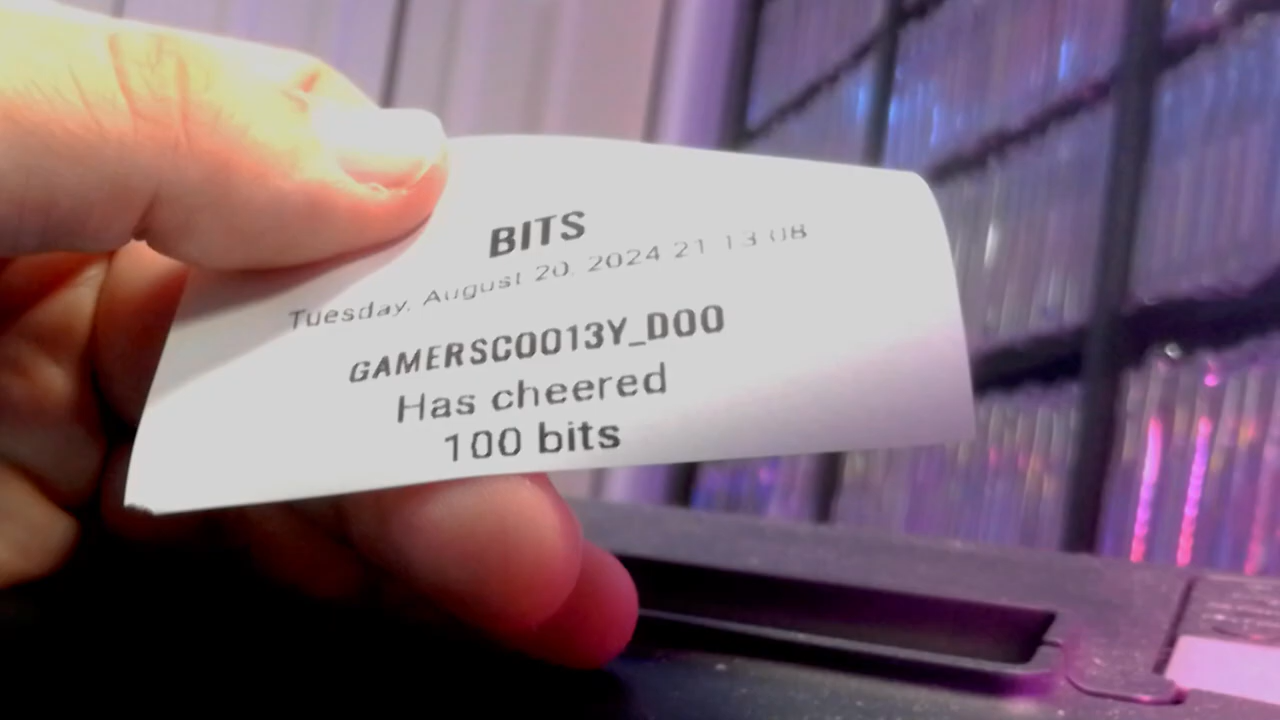 BITS
Tuesday, August 20, 2024 21:13:08
GAMERSCOO13Y_DOO
Has cheered
100 bits